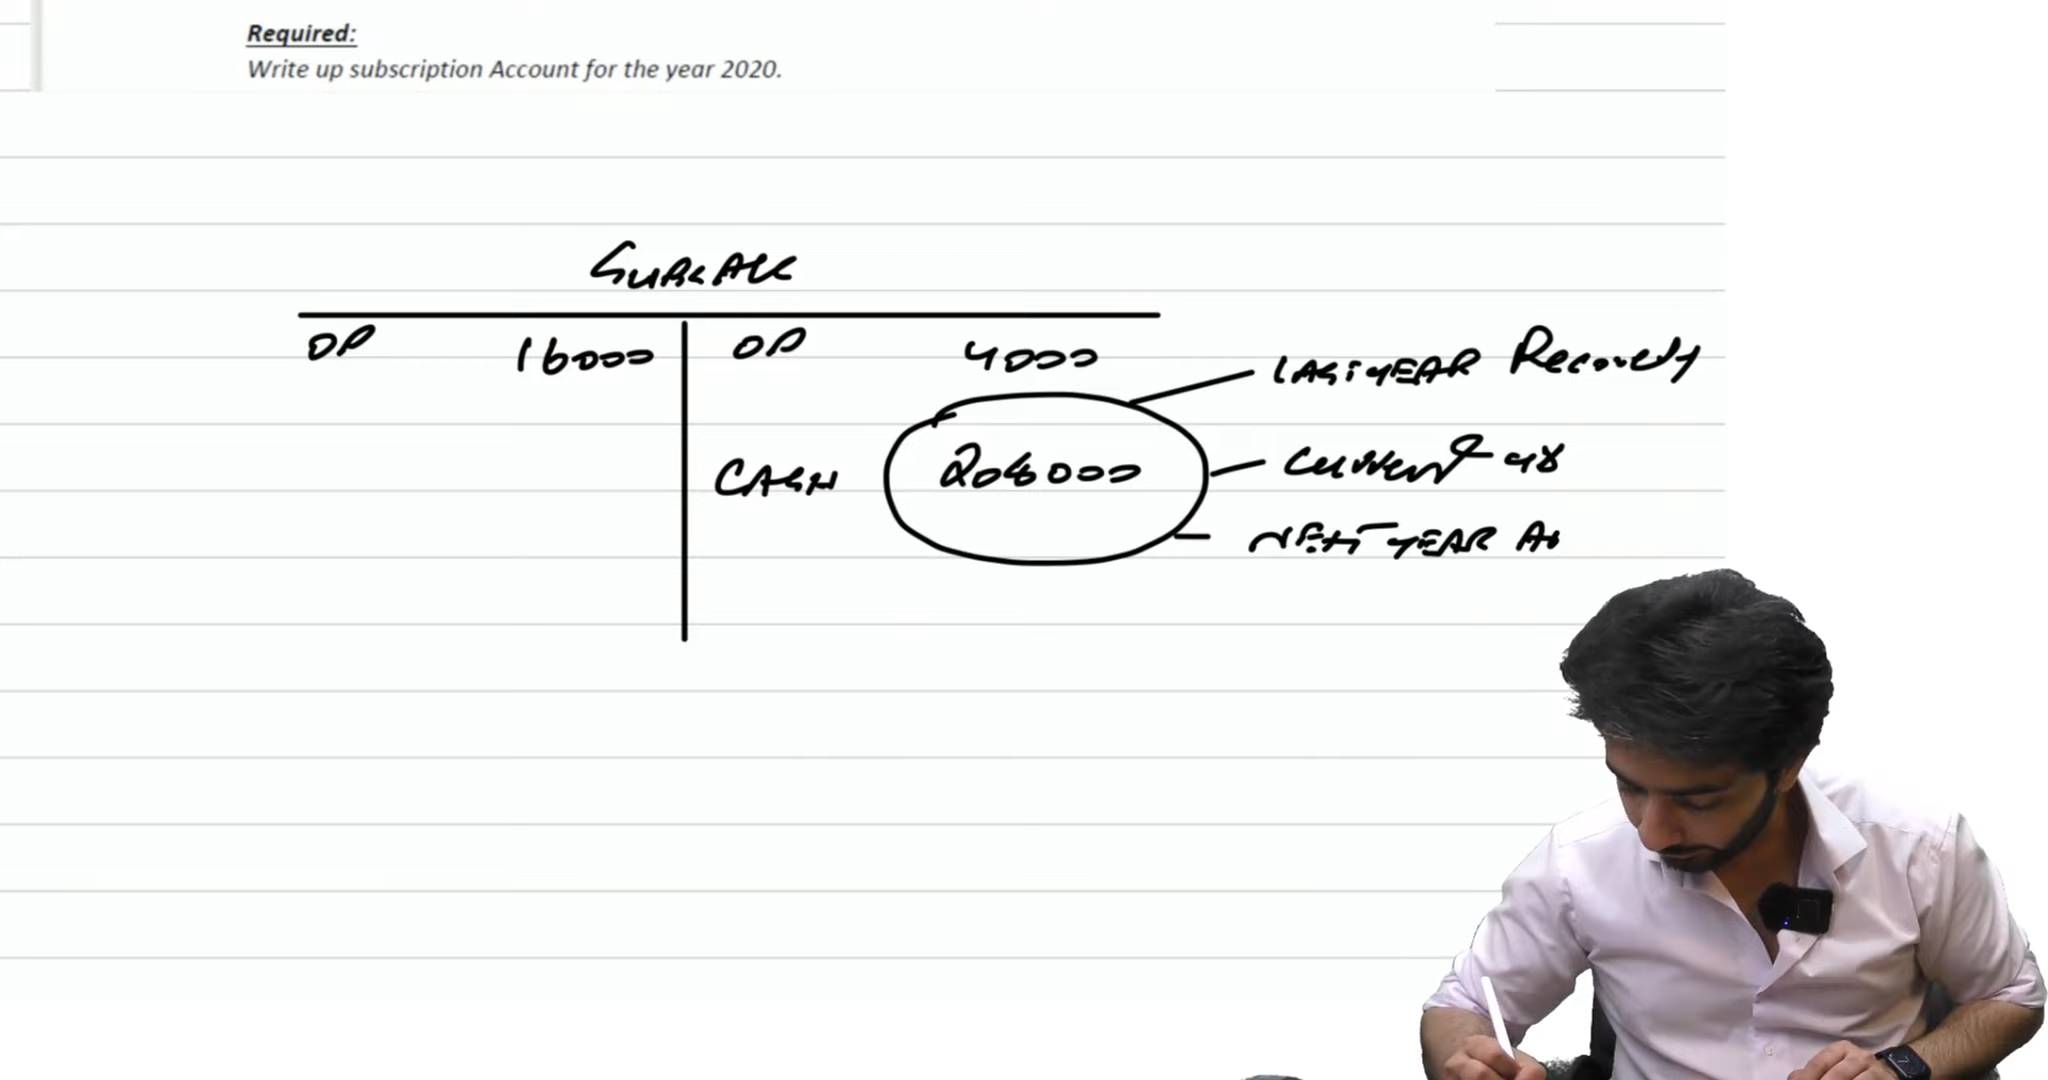 Required:
Write up subscription Account for the year 2020.
OP 16000 OP 4000
LAST YEAR Recovery
CASH 208000
Current yr
NEXT YEAR